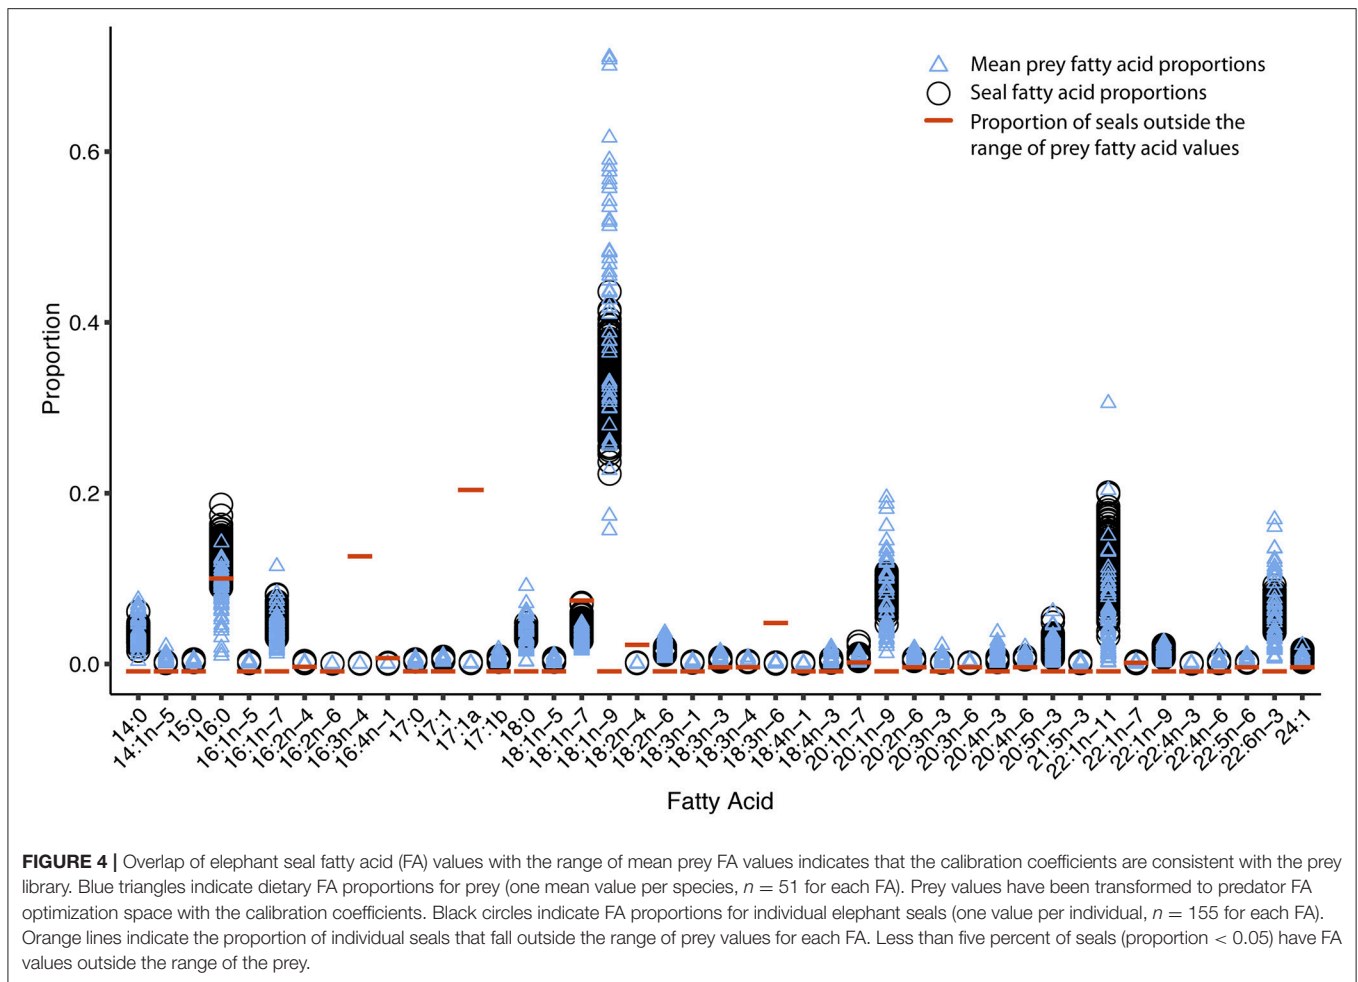 Mean prey fatty acid proportions
Seal fatty acid proportions
Proportion of seals outside the
range of prey fatty acid values
Proportion
0.6
0.4
0.2
0.0
14:0
14:1n−5
15:0
16:0
16:1n−5
16:1n−7
16:2n−4
16:2n−6
16:3n−4
16:4n−1
17:0
17:1
17:1a
17:1b
18:0
18:1n−5
18:1n−7
18:1n−9
18:2n−4
18:2n−6
18:3n−1
18:3n−3
18:3n−4
18:3n−6
18:4n−1
18:4n−3
20:1n−7
20:1n−9
20:2n−6
20:3n−3
20:3n−6
20:4n−3
20:4n−6
20:5n−3
21:5n−3
22:1n−11
22:1n−7
22:1n−9
22:4n−3
22:4n−6
22:5n−6
22:6n−3
24:1
Fatty Acid
FIGURE 4 | Overlap of elephant seal fatty acid (FA) values with the range of mean prey FA values indicates that the calibration coefficients are consistent with the prey
library. Blue triangles indicate dietary FA proportions for prey (one mean value per species, n = 51 for each FA). Prey values have been transformed to predator FA
optimization space with the calibration coefficients. Black circles indicate FA proportions for individual elephant seals (one value per individual, n = 155 for each FA).
Orange lines indicate the proportion of individual seals that fall outside the range of prey values for each FA. Less than five percent of seals (proportion < 0.05) have FA
values outside the range of the prey.